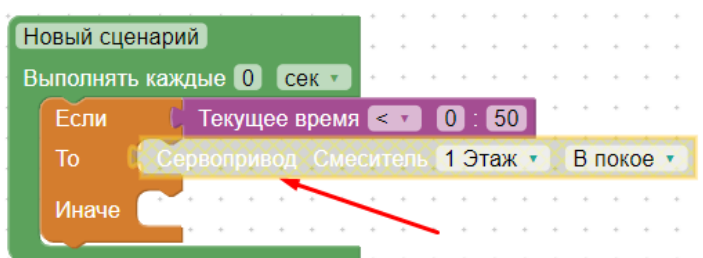 Новый сценарий
Выполнять каждые 0 сек
Если Текущее время < 0 : 50
То Сервопривод Смеситель 1 Этаж В покое
Иначе